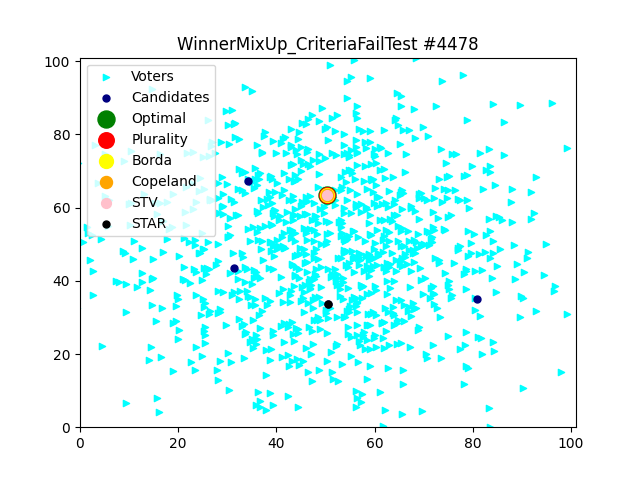 WinnerMixUp_CriteriaFailTest #4478
100
80
60
40
20
0
Voters
Candidates
Optimal
Plurality
Borda
Copeland
STV
STAR
0 20 40 60 80 100